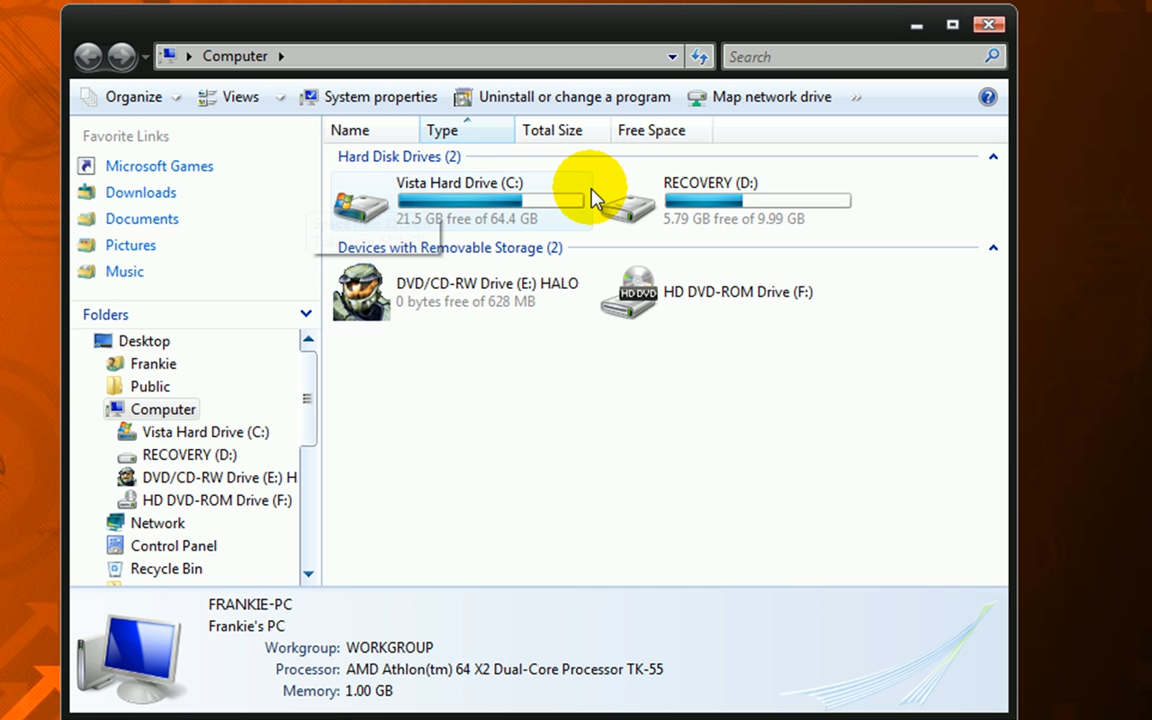 Computer
Search
Organize Views System properties Uninstall or change a program Map network drive »
Favorite Links
Microsoft Games
Downloads
Documents
Pictures
Music
Folders
Desktop
Frankie
Public
Computer
Vista Hard Drive (C:)
RECOVERY (D:)
DVD/CD-RW Drive (E:) H
HD DVD-ROM Drive (F:)
Network
Control Panel
Recycle Bin
Name Type Total Size Free Space
Hard Disk Drives (2)
Vista Hard Drive (C:)
21.5 GB free of 64.4 GB
RECOVERY (D:)
5.79 GB free of 9.99 GB
Devices with Removable Storage (2)
DVD/CD-RW Drive (E:) HALO
0 bytes free of 628 MB
HD DVD
HD DVD-ROM Drive (F:)
FRANKIE-PC
Frankie's PC
Workgroup: WORKGROUP
Processor: AMD Athlon(tm) 64 X2 Dual-Core Processor TK-55
Memory: 1.00 GB